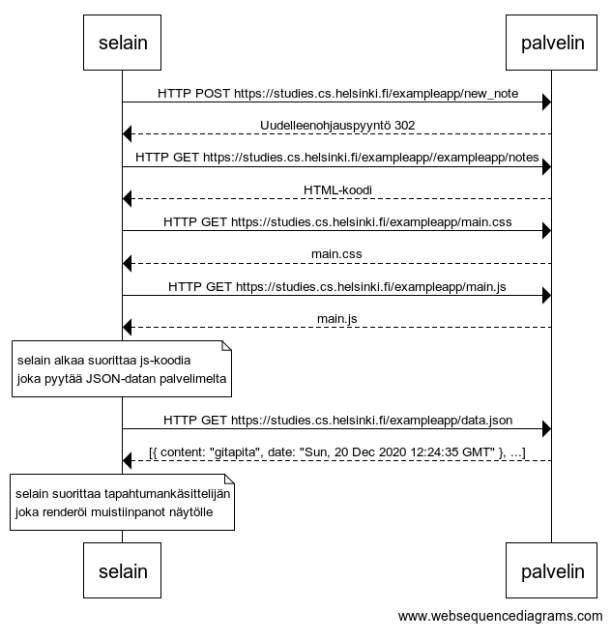 selain palvelin
HTTP POST https://studies.cs.helsinki.fi/exampleapp/new_note
Uudelleenohjauspyyntö 302
HTTP GET https://studies.cs.helsinki.fi/exampleapp//exampleapp/notes
HTML-koodi
HTTP GET https://studies.cs.helsinki.fi/exampleapp/main.css
main.css
HTTP GET https://studies.cs.helsinki.fi/exampleapp/main.js
main.js
selain alkaa suorittaa js-koodia
joka pyytää JSON-datan palvelimelta
HTTP GET https://studies.cs.helsinki.fi/exampleapp/data.json
[{ content: "gitapita", date: "Sun, 20 Dec 2020 12:24:35 GMT" }, ...]
selain suorittaa tapahtumankäsittelijän
joka renderöi muistiinpanot näytölle
selain palvelin
www.websequencediagrams.com